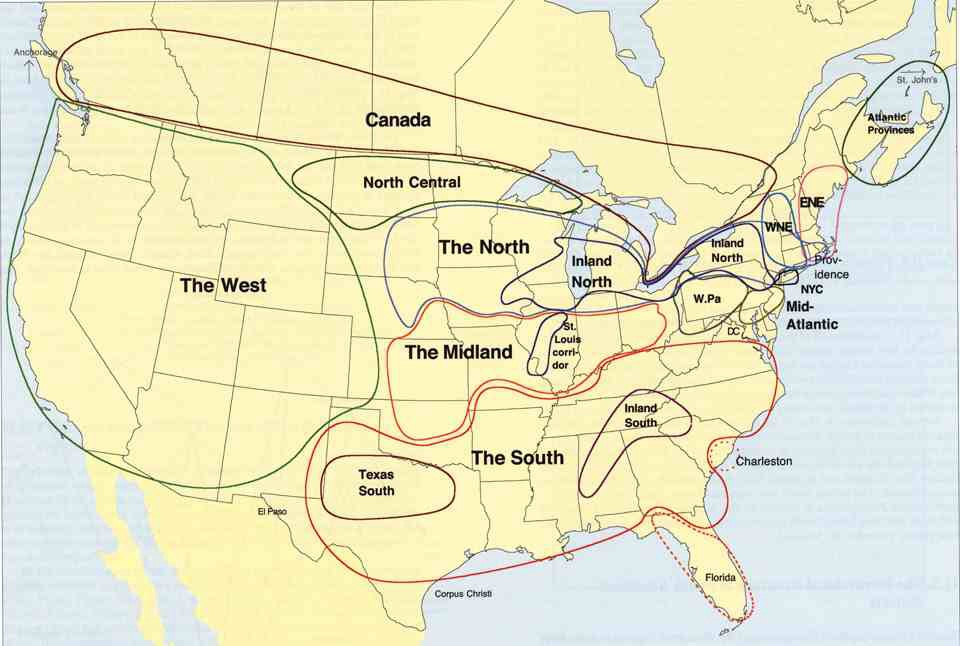 Anchorage
St. John's
Canada
Atlantic
Provinces
North Central
ENE
WNE
The North
Inland
North
Inland
North
Prov-
idence
The West
W.Pa
NYC
Mid-
Atlantic
DC
St.
Louis
corri-
dor
The Midland
Inland
South
The South
Charleston
Texas
South
El Paso
Florida
Corpus Christi